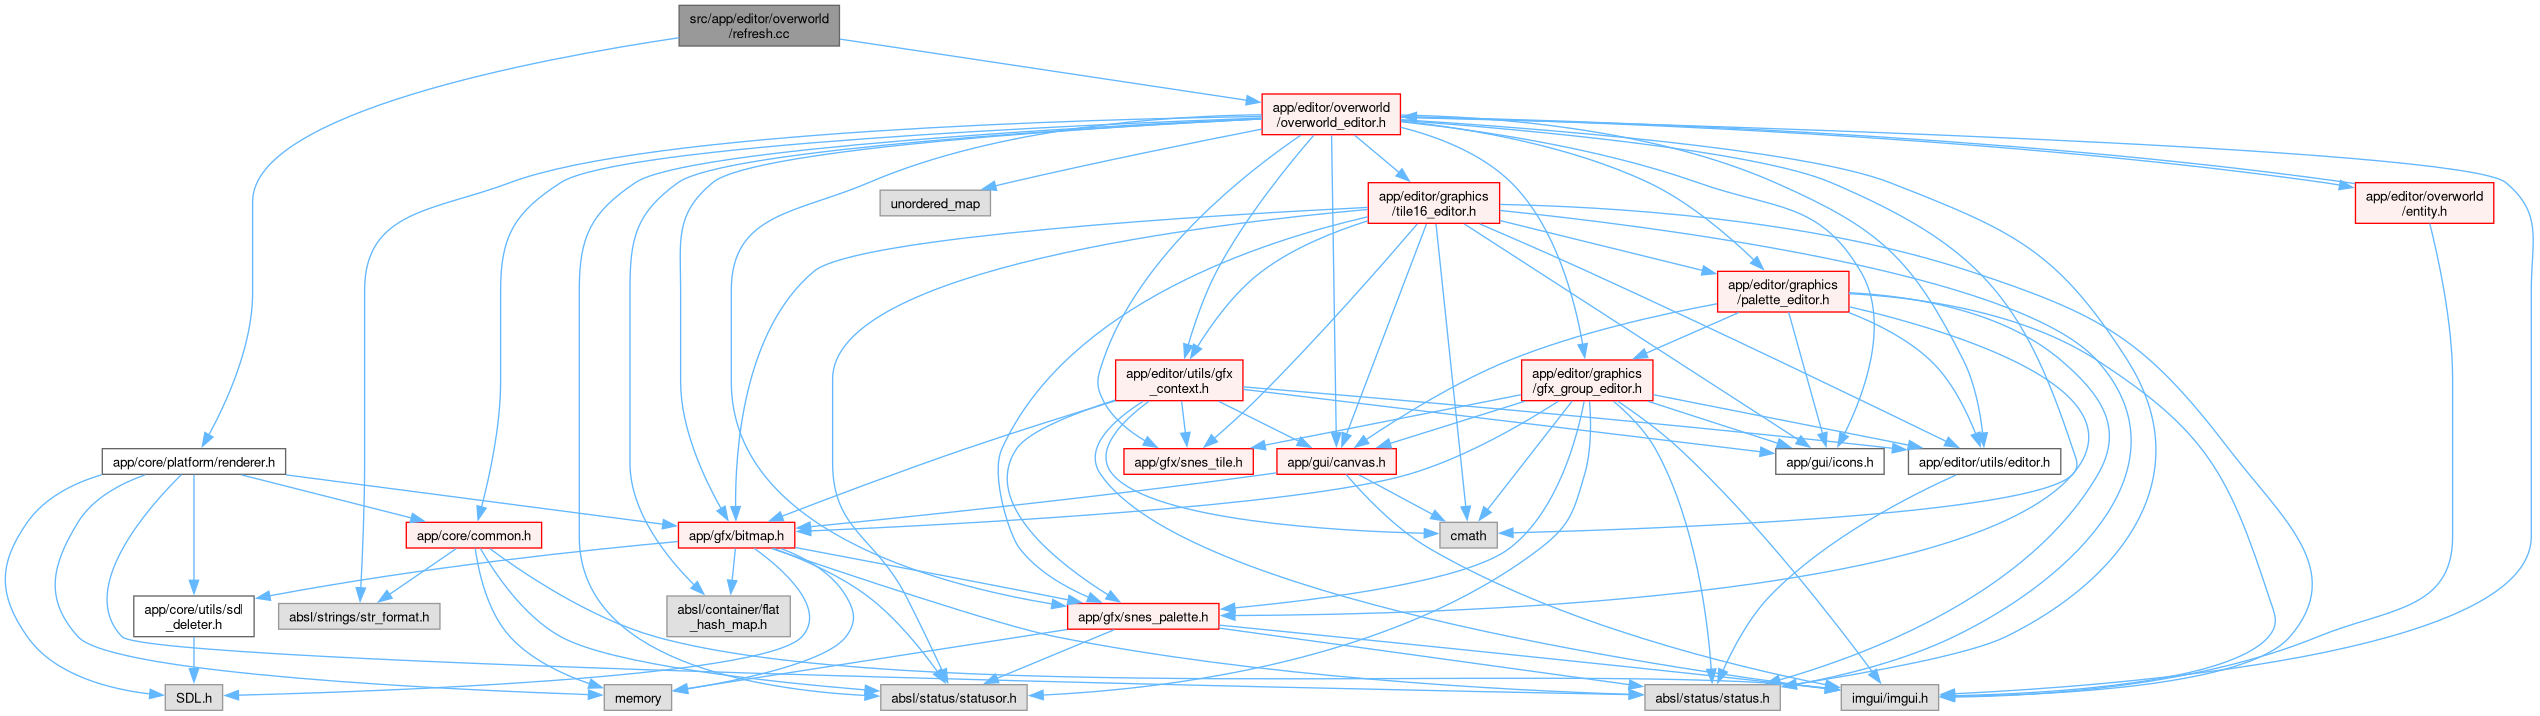 src/app/editor/overworld
/refresh.cc
app/editor/overworld
/overworld_editor.h
unordered_map
app/editor/graphics
/tile16_editor.h
app/editor/overworld
/entity.h
app/editor/graphics
/palette_editor.h
app/editor/utils/gfx
_context.h
app/editor/graphics
/gfx_group_editor.h
app/core/platform/renderer.h
app/gfx/snes_tile.h
app/gui/canvas.h
app/gui/icons.h
app/editor/utils/editor.h
app/core/common.h
app/gfx/bitmap.h
cmath
app/core/utils/sdl
_deleter.h
absl/strings/str_format.h
absl/container/flat
_hash_map.h
app/gfx/snes_palette.h
SDL.h
memory
absl/status/statusor.h
absl/status/status.h
imgui/imgui.h